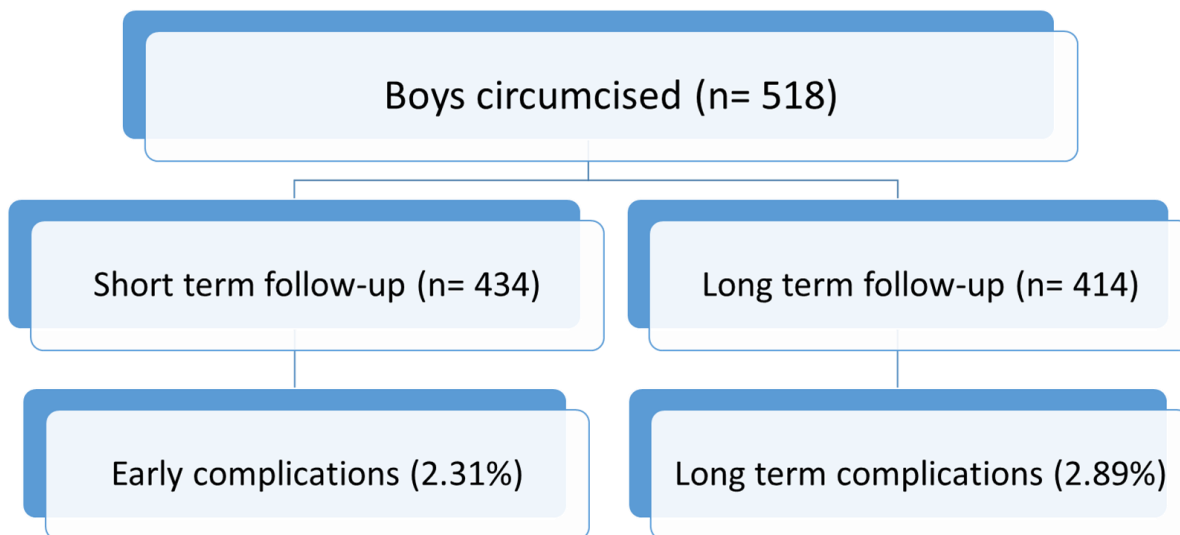 Boys circumcised (n= 518)
Short term follow-up (n= 434)
Long term follow-up (n= 414)
Early complications (2.31%)
Long term complications (2.89%)